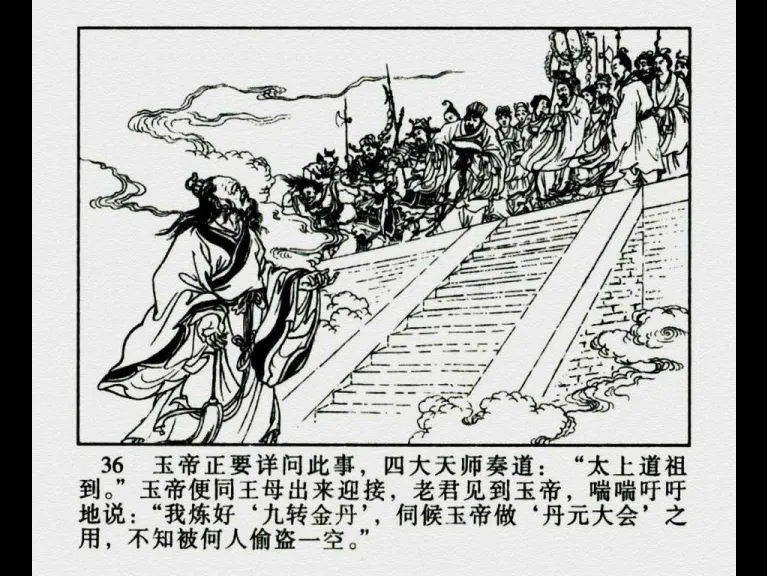 36 玉帝正要详问此事，四大天师奏道：“太上道祖
到。”玉帝便同王母出来迎接，老君见到玉帝，喘喘吁吁
地说：“我炼好‘九转金丹’，伺候玉帝做‘丹元大会’之
用，不知被何人偷盗一空。”